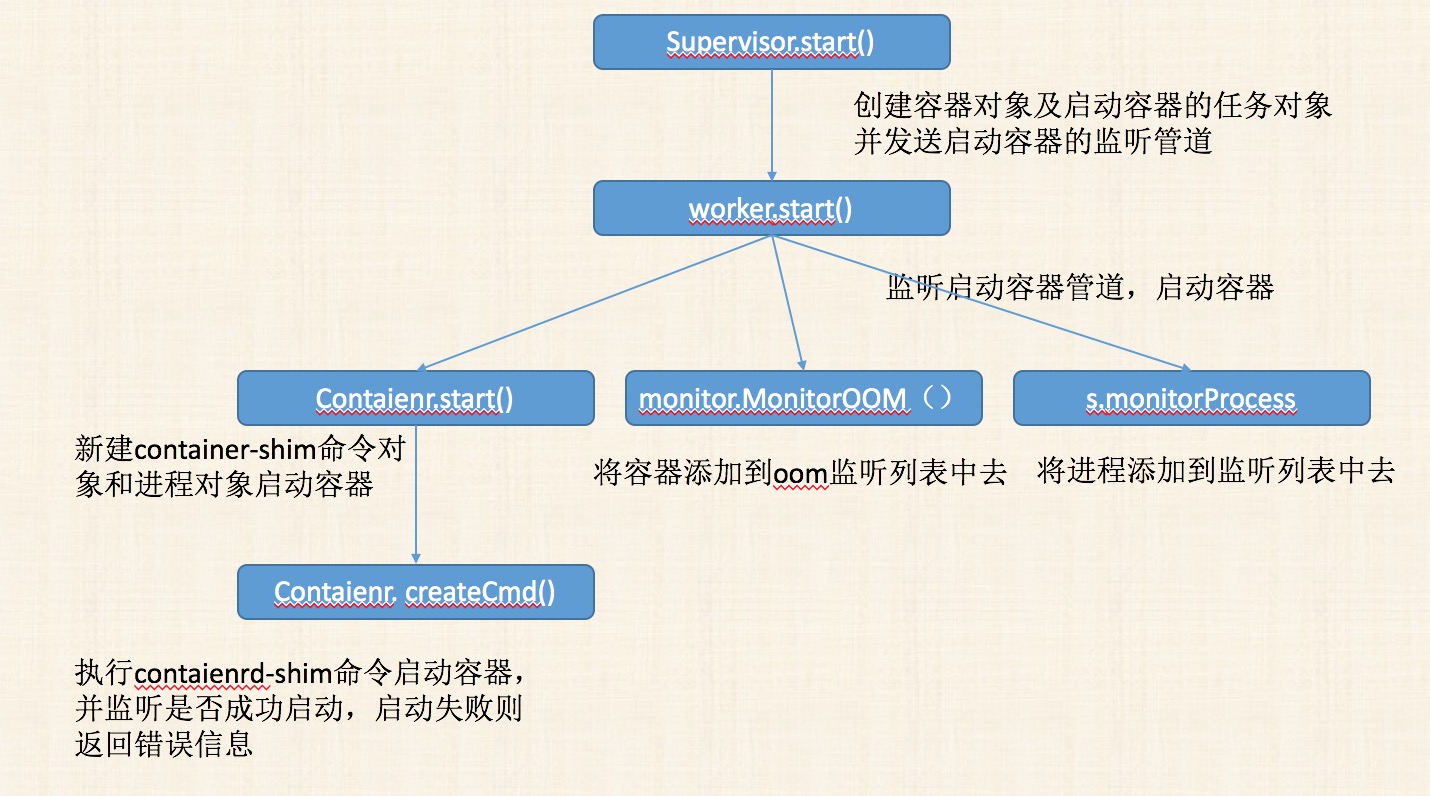 Supervisor.start()
创建容器对象及启动容器的任务对象
并发送启动容器的监听管道
worker.start()
监听启动容器管道，启动容器
Contaienr.start()
monitor.MonitorOOM（）
s.monitorProcess
新建container-shim命令对
象和进程对象启动容器
将容器添加到oom监听列表中去
将进程添加到监听列表中去
Contaienr. createCmd()
执行contaienrd-shim命令启动容器，
并监听是否成功启动，启动失败则
返回错误信息